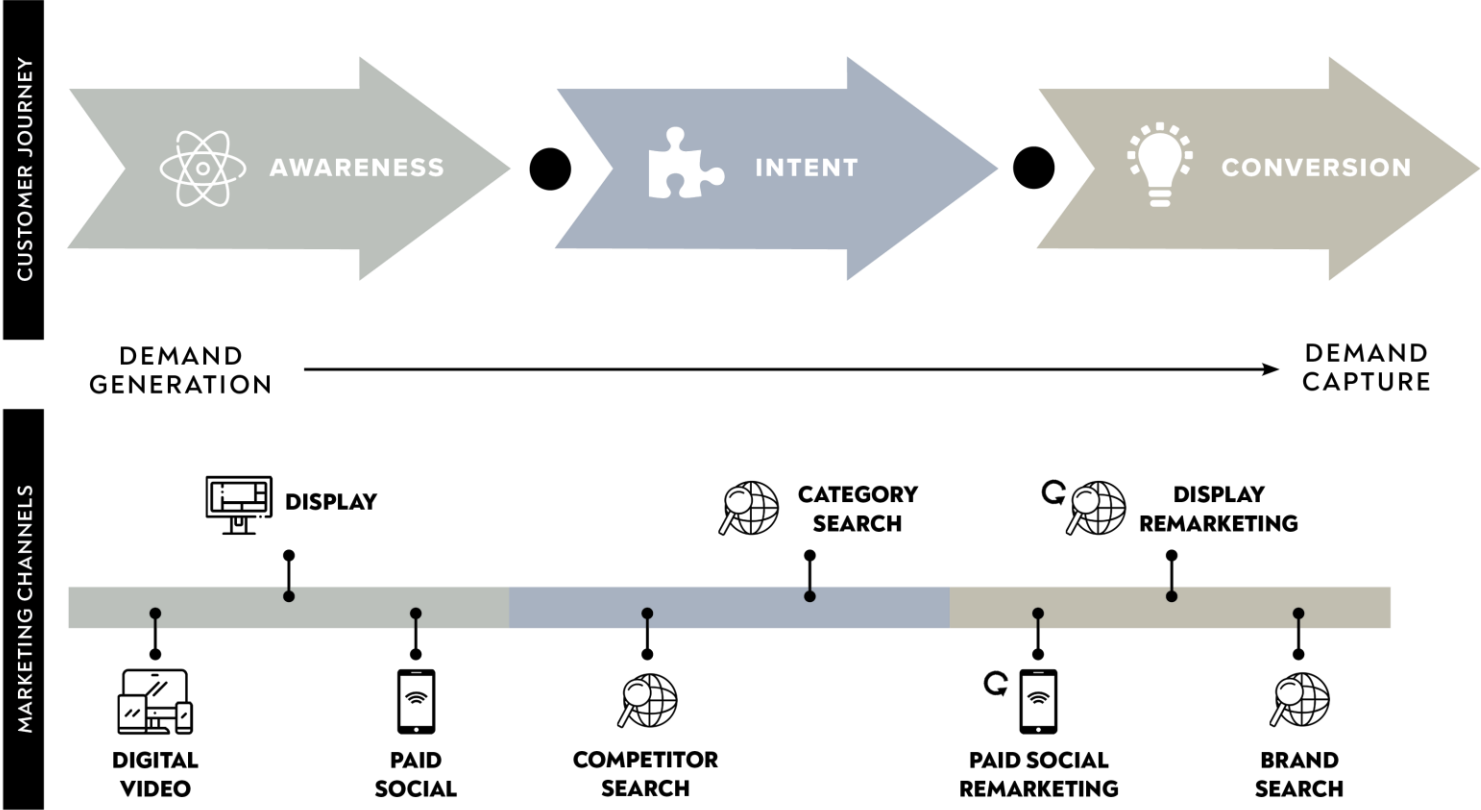 CUSTOMER JOURNEY
AWARENESS
INTENT
CONVERSION
DEMAND
GENERATION
DEMAND
CAPTURE
MARKETING CHANNELS
DISPLAY
CATEGORY
SEARCH
DISPLAY
REMARKETING
DIGITAL
VIDEO
PAID
SOCIAL
COMPETITOR
SEARCH
PAID SOCIAL
REMARKETING
BRAND
SEARCH